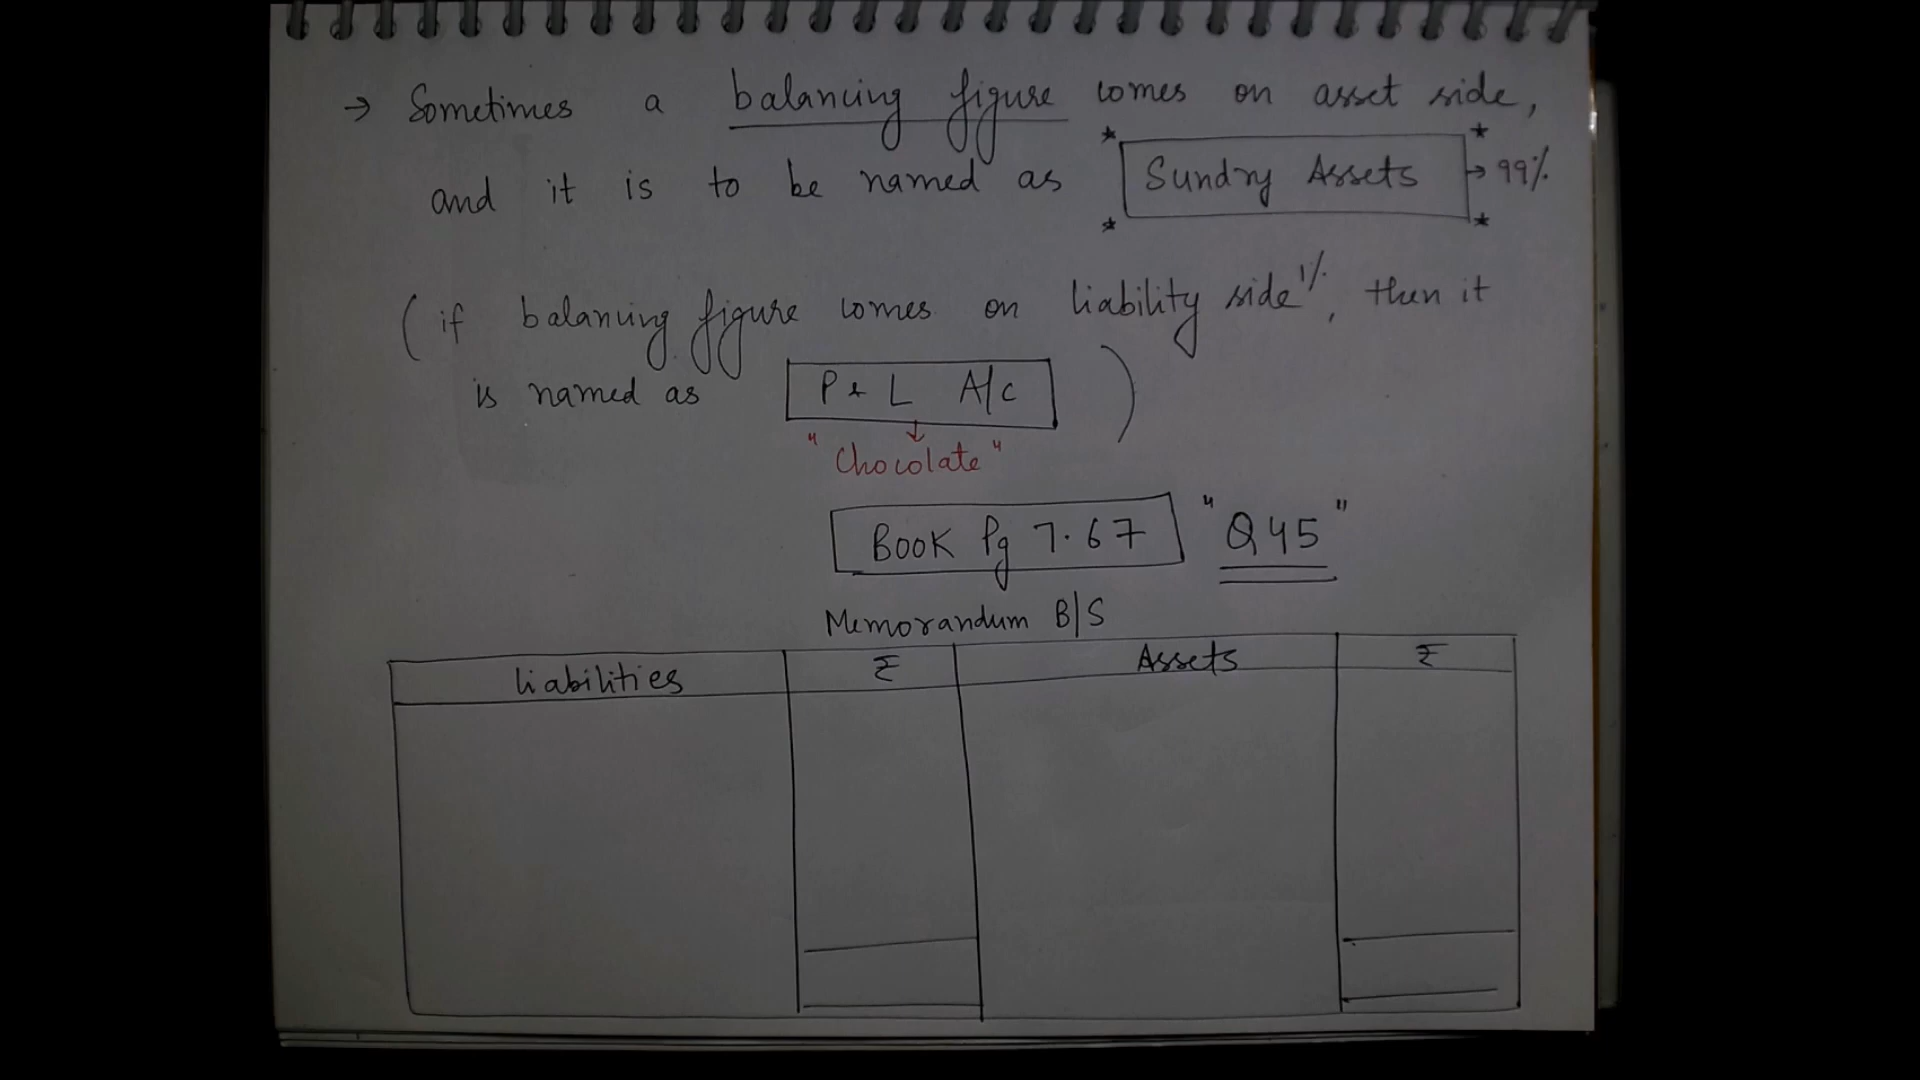 → Sometimes a balancing figure comes on asset side,
and it is to be named as Sundry Assets → 99%
(if balancing figure comes on liability side 1%, then it
is named as P & L A/c)
"Chocolate"
BOOK Pg 7.67 "Q45"
Memorandum B/S
liabilities ₹ Assets ₹